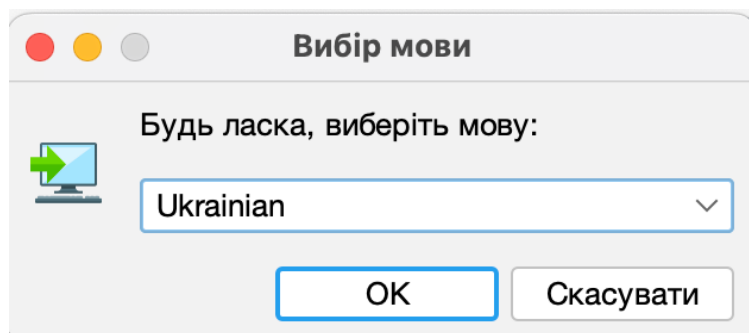 Вибір мови
Будь ласка, виберіть мову:
Ukrainian
OK
Скасувати